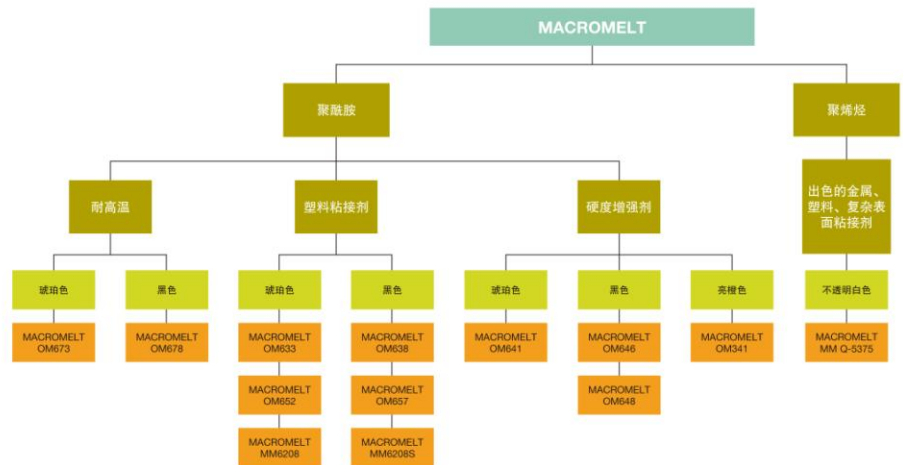 MACROMELT
聚酰胺
聚烯烃
耐高温
塑料粘接剂
硬度增强剂
出色的金属、
塑料、复杂表
面粘接剂
琥珀色
黑色
琥珀色
黑色
琥珀色
黑色
亮橙色
不透明白色
MACROMELT
OM673
MACROMELT
OM678
MACROMELT
OM633
MACROMELT
OM638
MACROMELT
OM641
MACROMELT
OM646
MACROMELT
OM341
MACROMELT
MM Q-5375
MACROMELT
OM652
MACROMELT
OM657
MACROMELT
OM648
MACROMELT
MM6208
MACROMELT
MM6208S